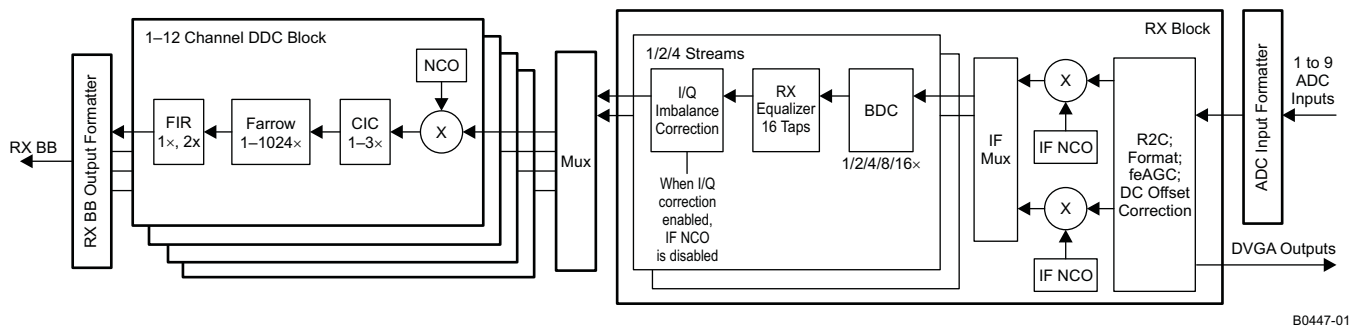 1–12 Channel DDC Block
NCO
FIR
1×, 2x
Farrow
1–1024×
CIC
1–3×
X
RX BB
RX BB Output Formatter
Mux
RX Block
1/2/4 Streams
I/Q
Imbalance
Correction
RX
Equalizer
16 Taps
BDC
1/2/4/8/16×
When I/Q
correction
enabled,
IF NCO
is disabled
IF
Mux
X
IF NCO
X
IF NCO
R2C;
Format;
feAGC;
DC Offset
Correction
ADC Input Formatter
1 to 9
ADC
Inputs
DVGA Outputs
B0447-01